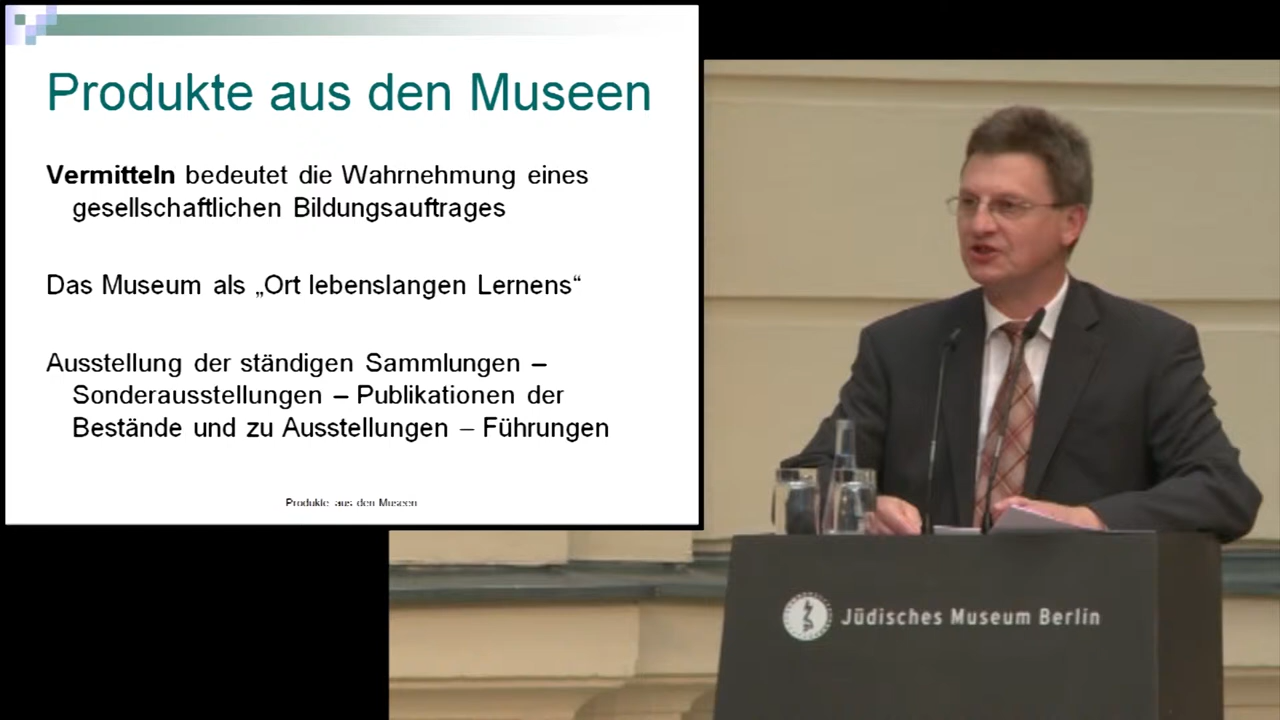 Produkte aus den Museen
Vermitteln bedeutet die Wahrnehmung eines
gesellschaftlichen Bildungsauftrages
Das Museum als „Ort lebenslangen Lernens“
Ausstellung der ständigen Sammlungen –
Sonderausstellungen – Publikationen der
Bestände und zu Ausstellungen – Führungen
Produkte aus den Museen
Jüdisches Museum Berlin